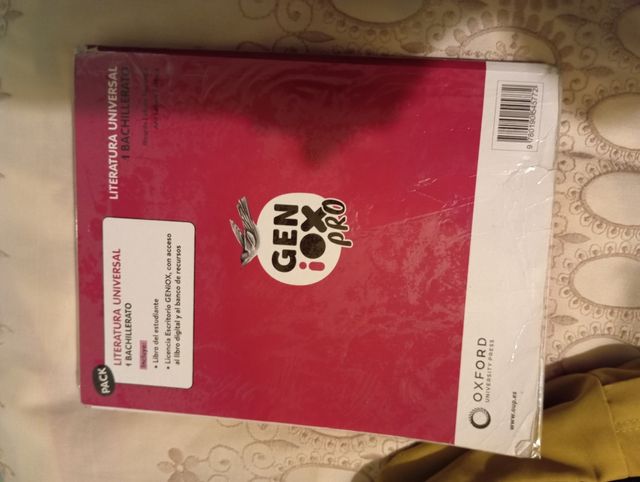 LITERATURA UNIVERSAL
1 BACHILLERATO
PACK
LITERATURA UNIVERSAL
1 BACHILLERATO
Incluye:
• Libro del estudiante
• Licencia Escritorio GENiOX, con acceso
al libro digital y al banco de recursos
GEN
iOX
PRO
OXFORD
UNIVERSITY PRESS
www.oup.es